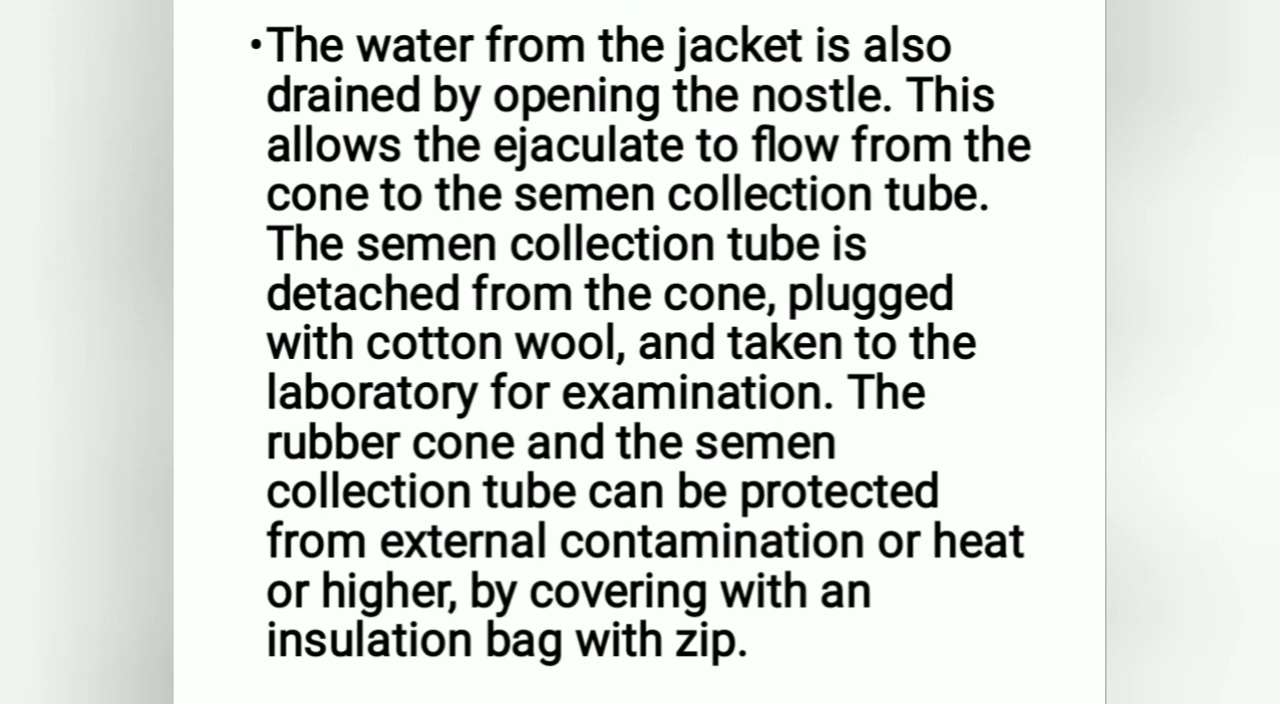 •The water from the jacket is also
drained by opening the nostle. This
allows the ejaculate to flow from the
cone to the semen collection tube.
The semen collection tube is
detached from the cone, plugged
with cotton wool, and taken to the
laboratory for examination. The
rubber cone and the semen
collection tube can be protected
from external contamination or heat
or higher, by covering with an
insulation bag with zip.